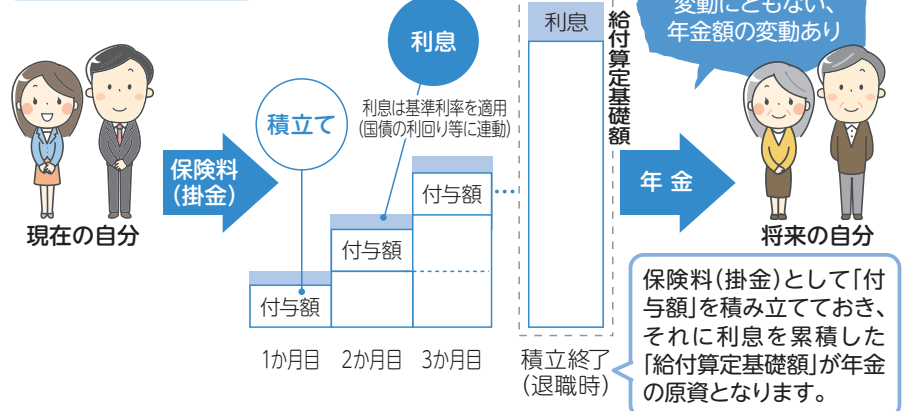 変動にともない、
年金額の変動あり
利息
給付算定基礎額
利息
利息は基準利率を適用
(国債の利回り等に連動)
積立て
保険料
(掛金)
付与額
付与額
付与額
…
年 金
現在の自分
将来の自分
1か月目
2か月目
3か月目
積立終了
(退職時)
保険料(掛金)として「付
与額」を積み立てておき、
それに利息を累積した
「給付算定基礎額」が年金
の原資となります。